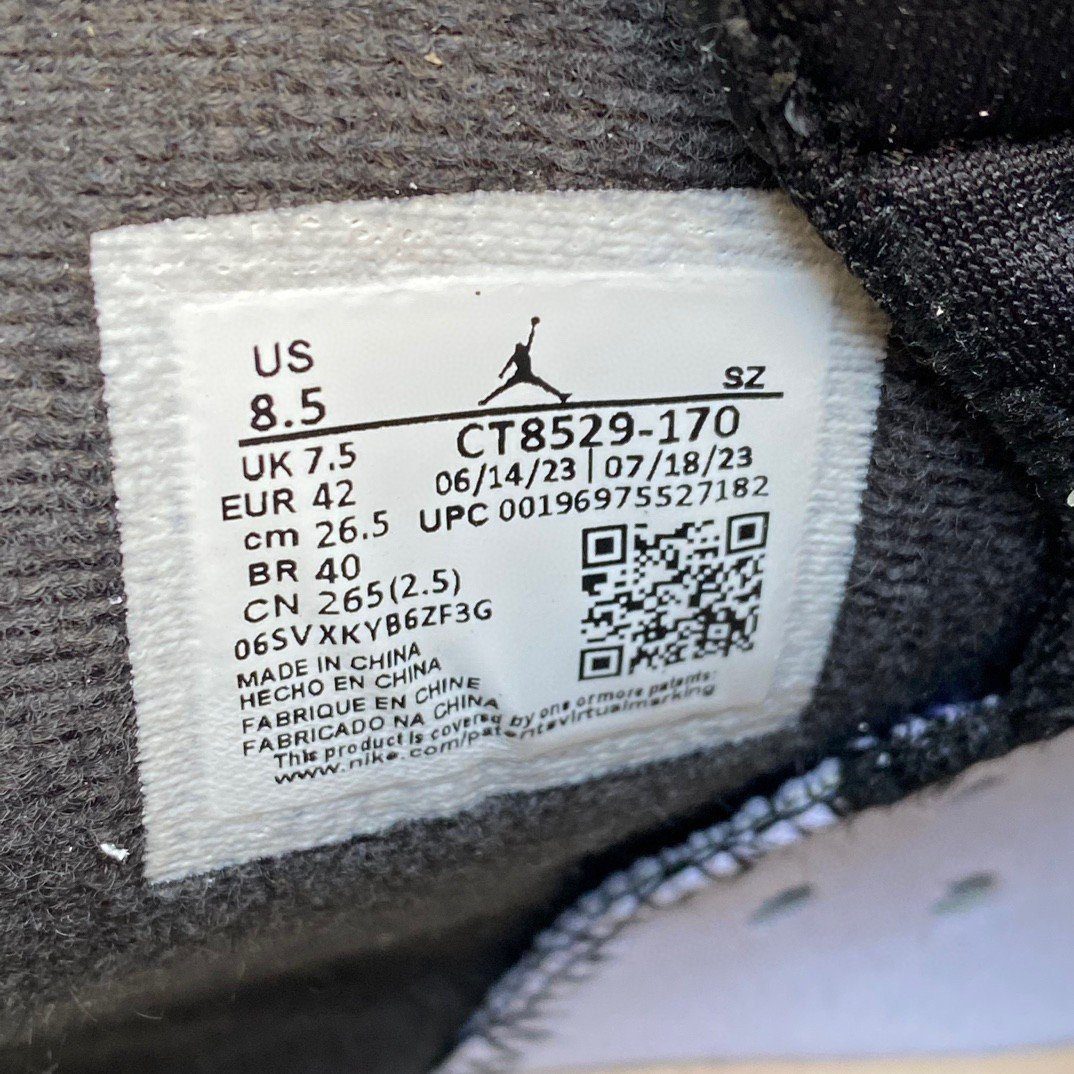 US
8.5
SZ
UK 7.5
CT8529-170
EUR 42
06/14/23 | 07/18/23
cm 26.5
UPC 00196975527182
BR 40
CN 265(2.5)
06SVXKYB6ZF3G
MADE IN CHINA
HECHO EN CHINA
FABRIQUE EN CHINE
FABRICADO NA CHINA
This product is covered by one or more patents:
www.nike.com/patentsvirtualmarking